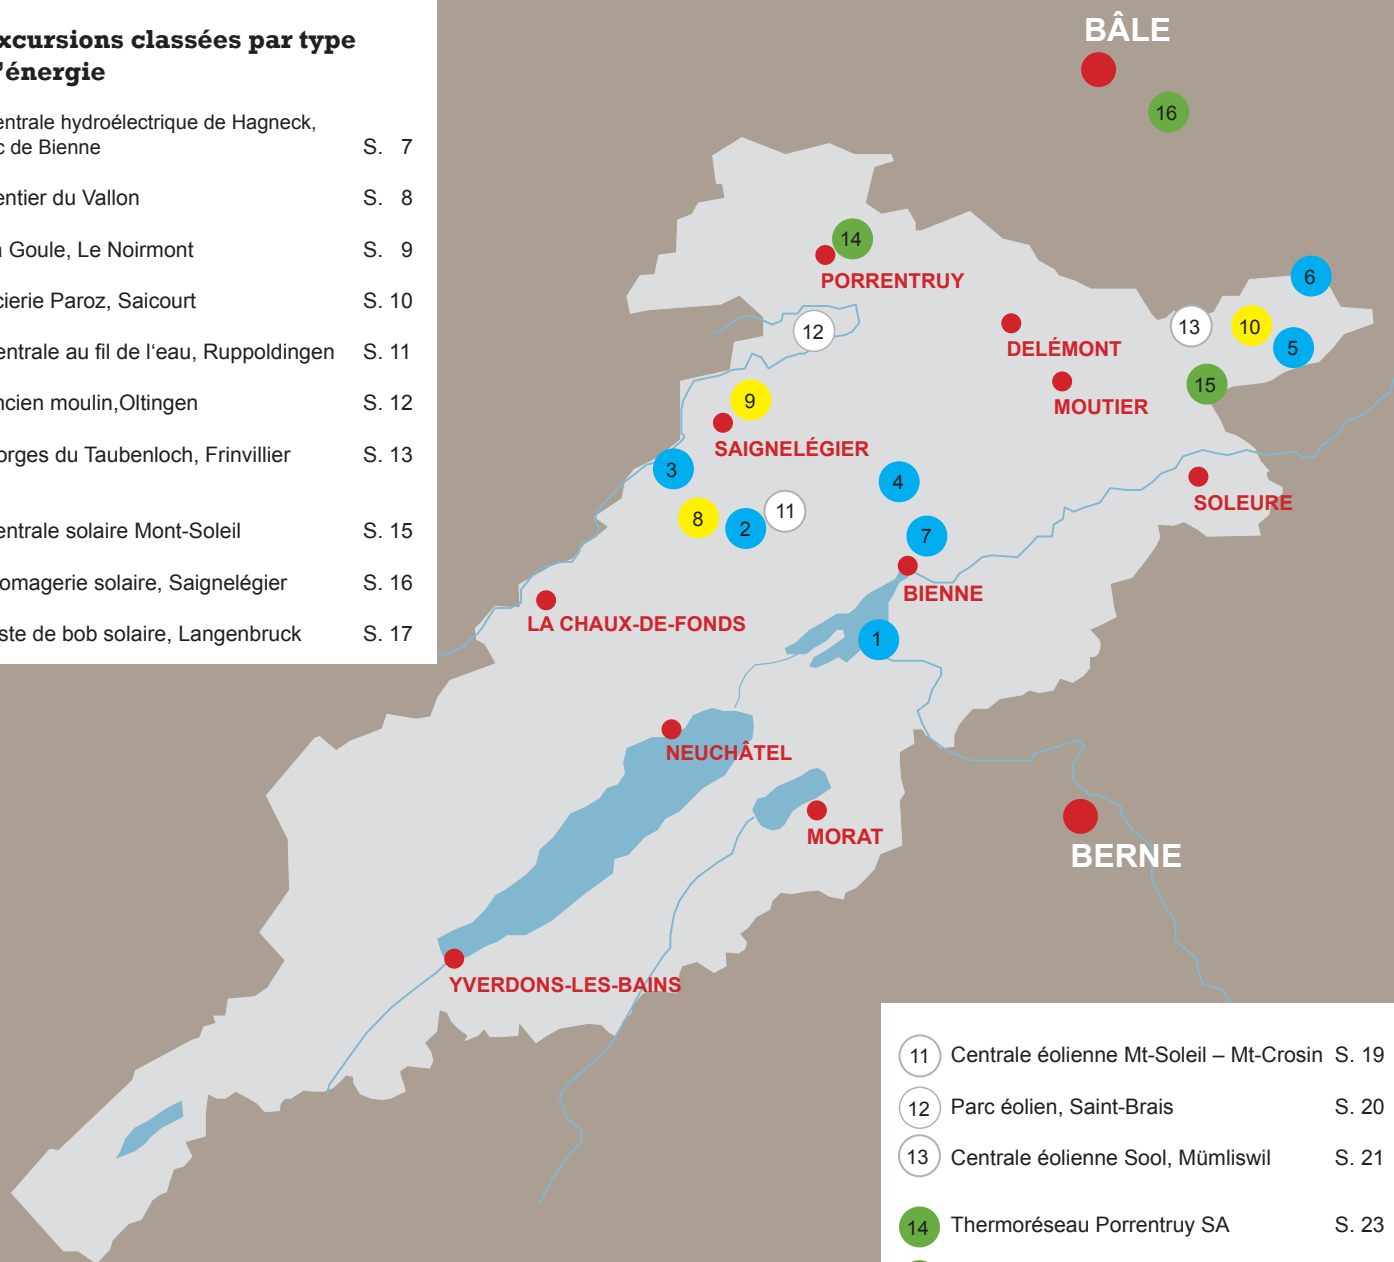 xcursions classées par type
'énergie
entrale hydroélectrique de Hagneck,
c de Bienne S. 7
entier du Vallon S. 8
a Goule, Le Noirmont S. 9
cierie Paroz, Saicourt S. 10
entrale au fil de l‘eau, Ruppoldingen S. 11
ncien moulin,Oltingen S. 12
orges du Taubenloch, Frinvillier S. 13
entrale solaire Mont-Soleil S. 15
omagerie solaire, Saignelégier S. 16
ste de bob solaire, Langenbruck S. 17
BÂLE
16
14
PORRENTRUY
6
12
13
10
5
DELÉMONT
15
MOUTIER
9
SAIGNELÉGIER
3
4
SOLEURE
8
2
11
7
BIENNE
LA CHAUX-DE-FONDS
1
NEUCHÂTEL
MORAT
BERNE
YVERDONS-LES-BAINS
11 Centrale éolienne Mt-Soleil – Mt-Crosin S. 19
12 Parc éolien, Saint-Brais S. 20
13 Centrale éolienne Sool, Mümliswil S. 21
14 Thermoréseau Porrentruy SA S. 23